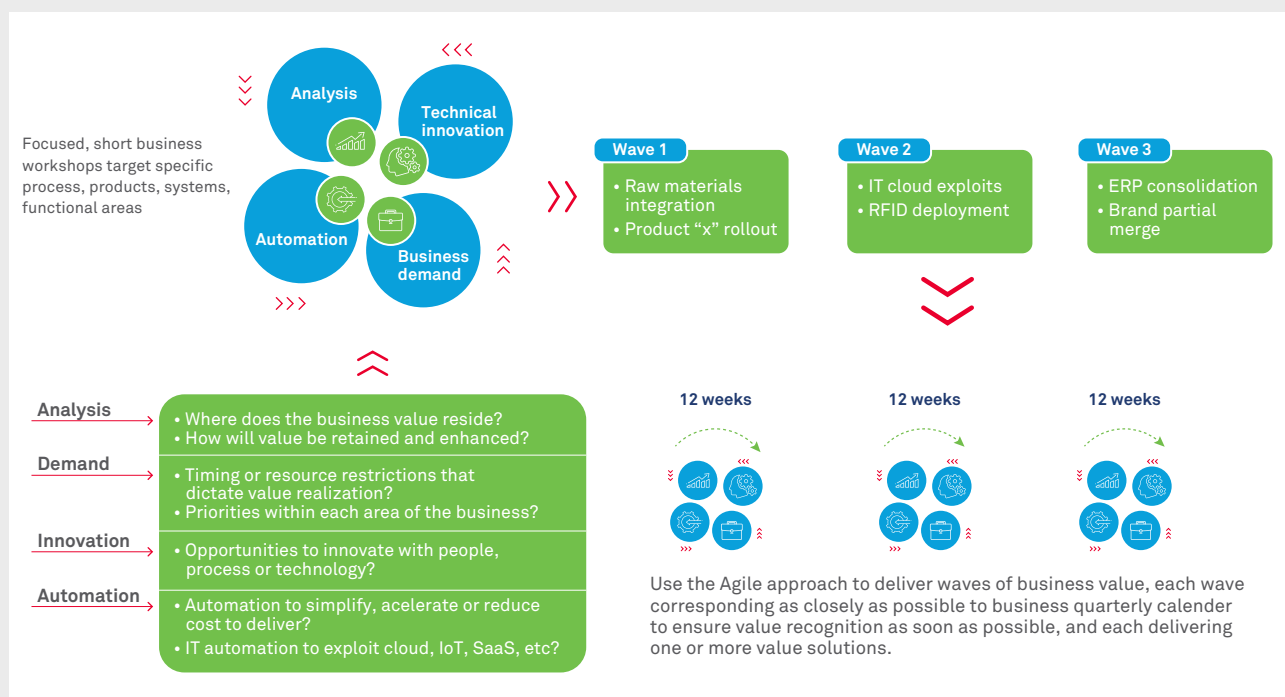 Focused, short business
workshops target specific
process, products, systems,
functional areas
Analysis
Technical
innovation
Automation
Business
demand
Wave 1
• Raw materials
integration
• Product “x” rollout
Wave 2
• IT cloud exploits
• RFID deployment
Wave 3
• ERP consolidation
• Brand partial
merge
Analysis
• Where does the business value reside?
• How will value be retained and enhanced?
Demand
• Timing or resource restrictions that
dictate value realization?
• Priorities within each area of the business?
Innovation
• Opportunities to innovate with people,
process or technology?
Automation
• Automation to simplify, acelerate or reduce
cost to deliver?
• IT automation to exploit cloud, IoT, SaaS, etc?
12 weeks
12 weeks
12 weeks
Use the Agile approach to deliver waves of business value, each wave
corresponding as closely as possible to business quarterly calender
to ensure value recognition as soon as possible, and each delivering
one or more value solutions.